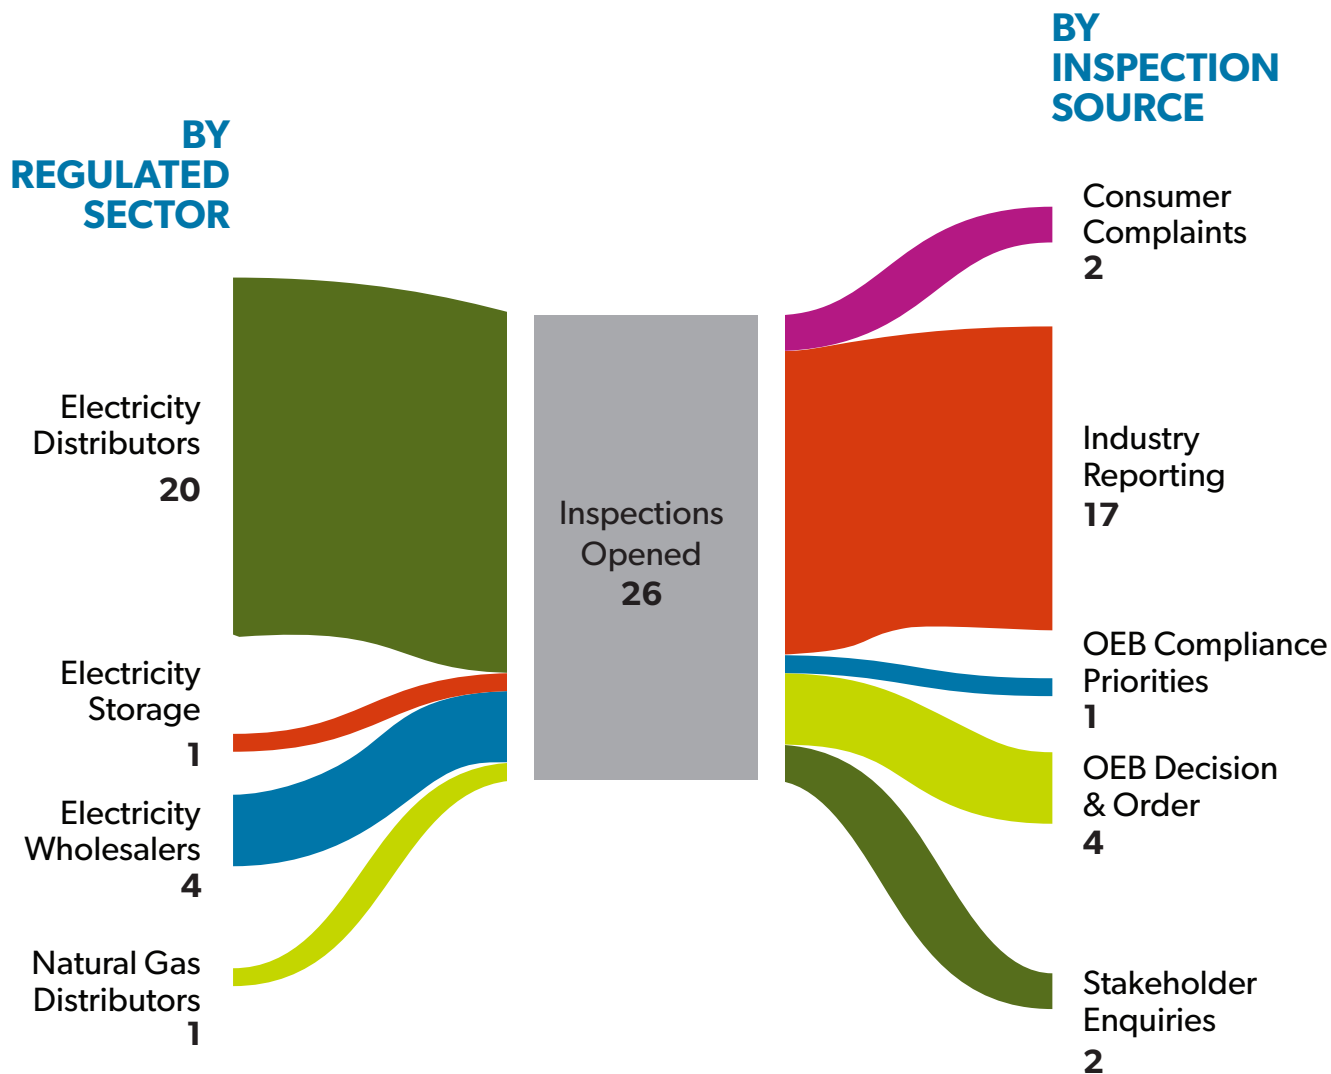 BY
REGULATED
SECTOR
Electricity
Distributors
20
Electricity
Storage
1
Electricity
Wholesalers
4
Natural Gas
Distributors
1
Inspections
Opened
26
BY
INSPECTION
SOURCE
Consumer
Complaints
2
Industry
Reporting
17
OEB Compliance
Priorities
1
OEB Decision
& Order
4
Stakeholder
Enquiries
2